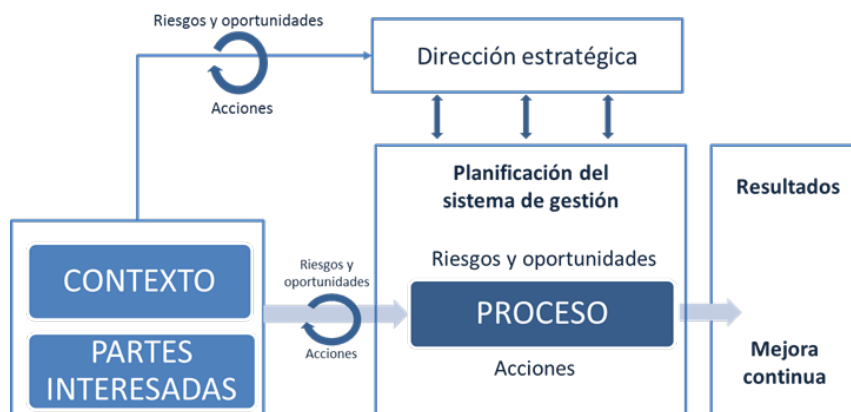 Riesgos y oportunidades
Acciones
Dirección estratégica
CONTEXTO
PARTES
INTERESADAS
Riesgos y
oportunidades
Acciones
Planificación del
sistema de gestión
Riesgos y oportunidades
PROCESO
Acciones
Resultados
Mejora
continua